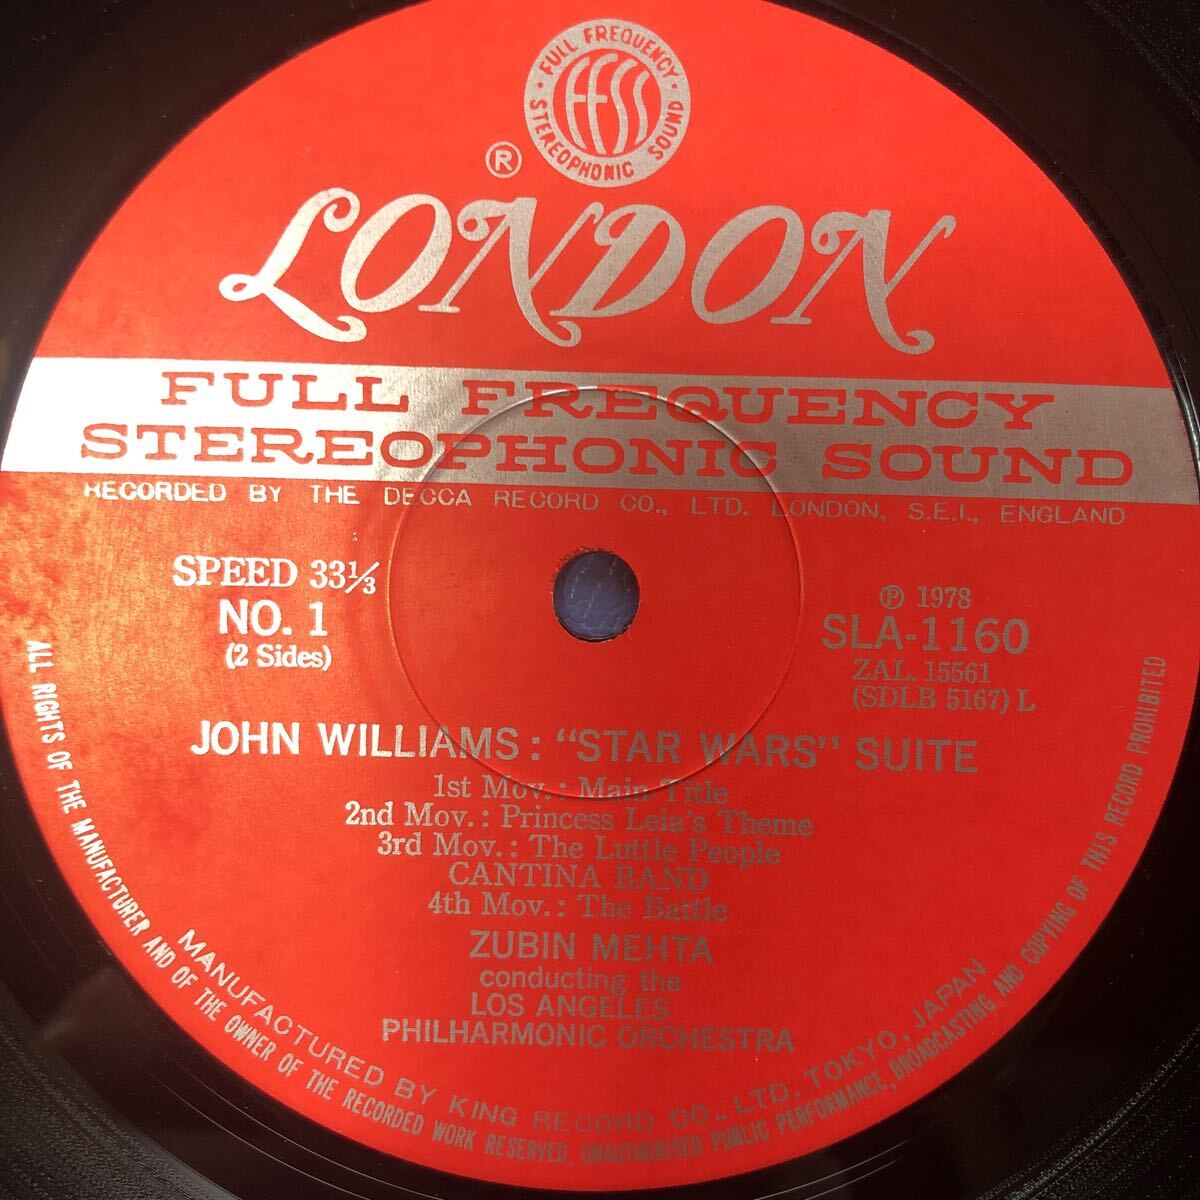 FULL FREQUENCY STEREOPHONIC SOUND
FFSS
®
LONDON
FULL FREQUENCY
STEREOPHONIC SOUND
RECORDED BY THE DECCA RECORD CO., LTD. LONDON, S.E.I., ENGLAND
SPEED 33⅓
NO. 1
(2 Sides)
℗ 1978
SLA-1160
ZAL. 15561
(SDLB 5167) L
JOHN WILLIAMS: "STAR WARS" SUITE
1st Mov.: Main Title
2nd Mov.: Princess Leia's Theme
3rd Mov.: The Luttle People
CANTINA BAND
4th Mov.: The Battle
ZUBIN MEHTA
conducting the
LOS ANGELES
PHILHARMONIC ORCHESTRA
MANUFACTURED BY KING RECORD CO., LTD, TOKYO, JAPAN
ALL RIGHTS OF THE MANUFACTURER AND OF THE OWNER OF THE RECORDED WORK RESERVED, UNAUTHORISED PUBLIC PERFORMANCE, BROADCASTING AND COPYING OF THIS RECORD PROHIBITED